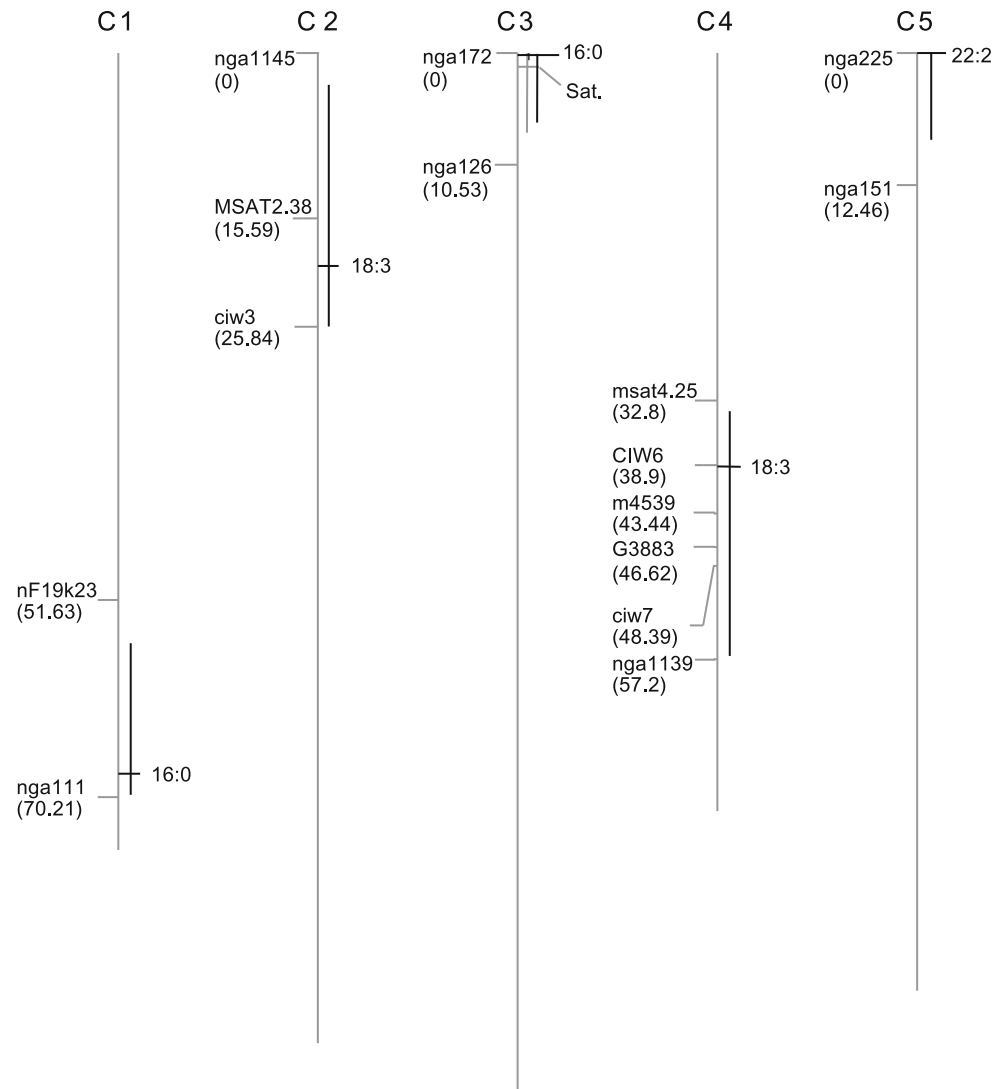 C1
C2
C3
C4
C5
nF19k23
(51.63)
16:0
nga111
(70.21)
nga1145
(0)
MSAT2.38
(15.59)
18:3
ciw3
(25.84)
nga172
(0)
16:0
Sat.
nga126
(10.53)
msat4.25
(32.8)
CIW6
(38.9)
18:3
m4539
(43.44)
G3883
(46.62)
ciw7
(48.39)
nga1139
(57.2)
nga225
(0)
22:2
nga151
(12.46)